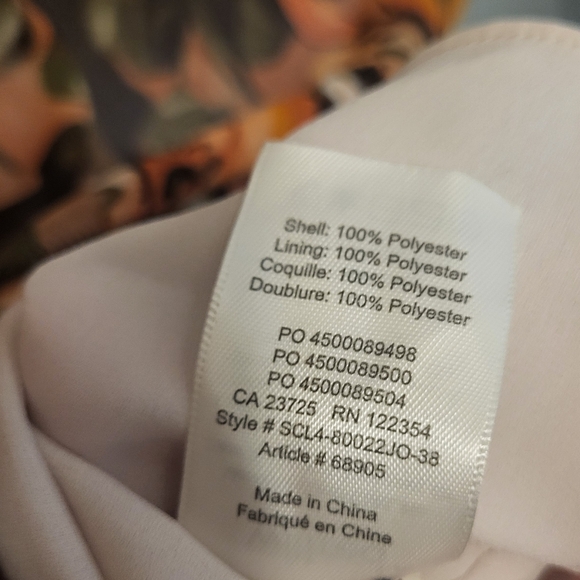 Shell: 100% Polyester
Lining: 100% Polyester
Coquille: 100% Polyester
Doublure: 100% Polyester
PO 4500089498
PO 4500089500
PO 4500089504
CA 23725 RN 122354
Style # SCL4-80022JO-38
Article # 68905
Made in China
Fabriqué en Chine